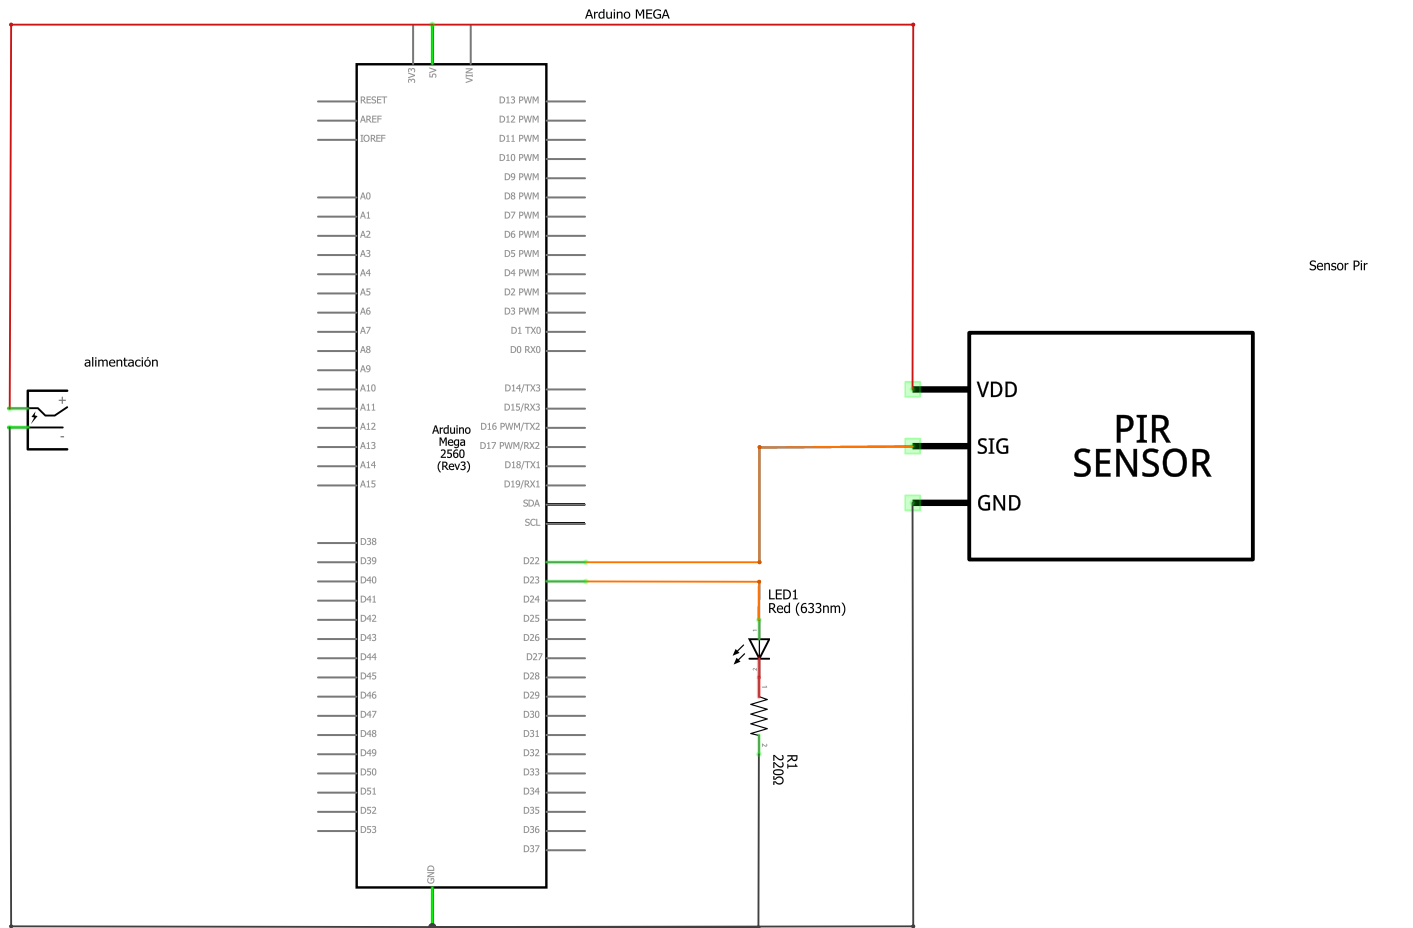 Arduino MEGA
3V3
5V
VIN
RESET
AREF
IOREF
A0
A1
A2
A3
A4
A5
A6
A7
A8
A9
A10
A11
A12
A13
A14
A15
D38
D39
D40
D41
D42
D43
D44
D45
D46
D47
D48
D49
D50
D51
D52
D53
D13 PWM
D12 PWM
D11 PWM
D10 PWM
D9 PWM
D8 PWM
D7 PWM
D6 PWM
D5 PWM
D4 PWM
D2 PWM
D3 PWM
D1 TX0
D0 RX0
D14/TX3
D15/RX3
D16 PWM/TX2
D17 PWM/RX2
D18/TX1
D19/RX1
SDA
SCL
D22
D23
D24
D25
D26
D27
D28
D29
D30
D31
D32
D33
D34
D35
D36
D37
GND
Arduino
Mega
2560
(Rev3)
alimentación
+
-
LED1
Red (633nm)
1
2
1
2
R1
220Ω
Sensor Pir
VDD
SIG
GND
PIR
SENSOR